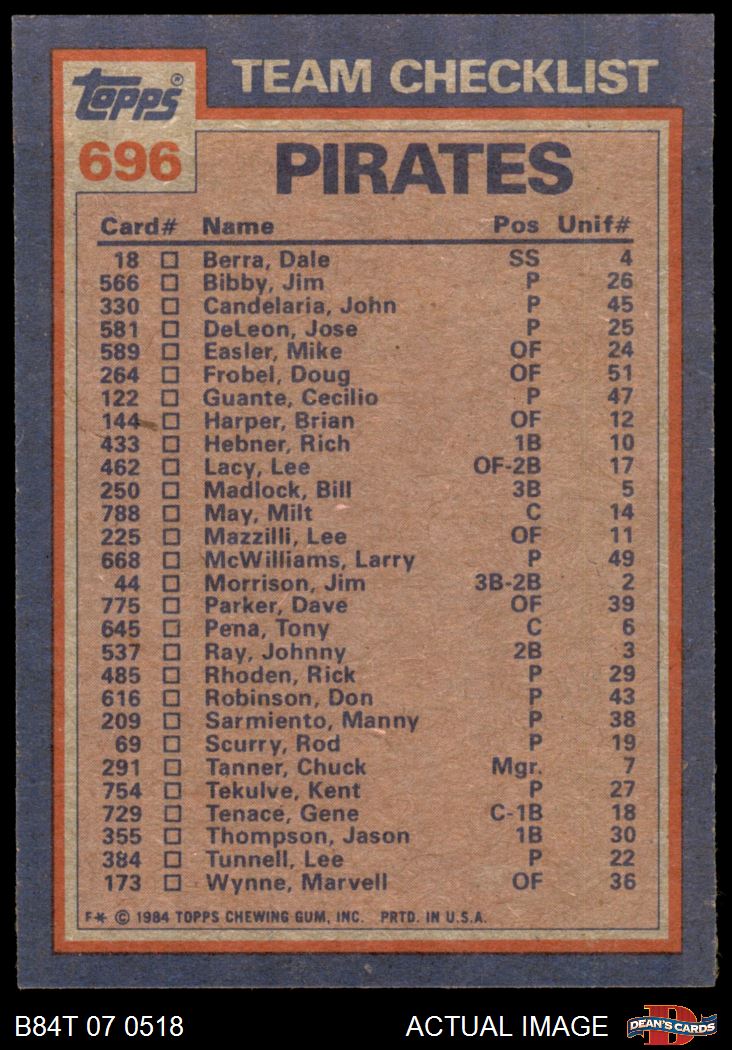 topps®
TEAM CHECKLIST
696
PIRATES
Card# Name Pos Unif#
18 Berra, Dale SS 4
566 Bibby, Jim P 26
330 Candelaria, John P 45
581 DeLeon, Jose P 25
589 Easler, Mike OF 24
264 Frobel, Doug OF 51
122 Guante, Cecilio P 47
144 Harper, Brian OF 12
433 Hebner, Rich 1B 10
462 Lacy, Lee OF-2B 17
250 Madlock, Bill 3B 5
788 May, Milt C 14
225 Mazzilli, Lee OF 11
668 McWilliams, Larry P 49
44 Morrison, Jim 3B-2B 2
775 Parker, Dave OF 39
645 Pena, Tony C 6
537 Ray, Johnny 2B 3
485 Rhoden, Rick P 29
616 Robinson, Don P 43
209 Sarmiento, Manny P 38
69 Scurry, Rod P 19
291 Tanner, Chuck Mgr. 7
754 Tekulve, Kent P 27
729 Tenace, Gene C-1B 18
355 Thompson, Jason 1B 30
384 Tunnell, Lee P 22
173 Wynne, Marvell OF 36
F* © 1984 TOPPS CHEWING GUM, INC. PRTD. IN U.S.A.
B84T 07 0518 ACTUAL IMAGE D DEAN'S CARDS